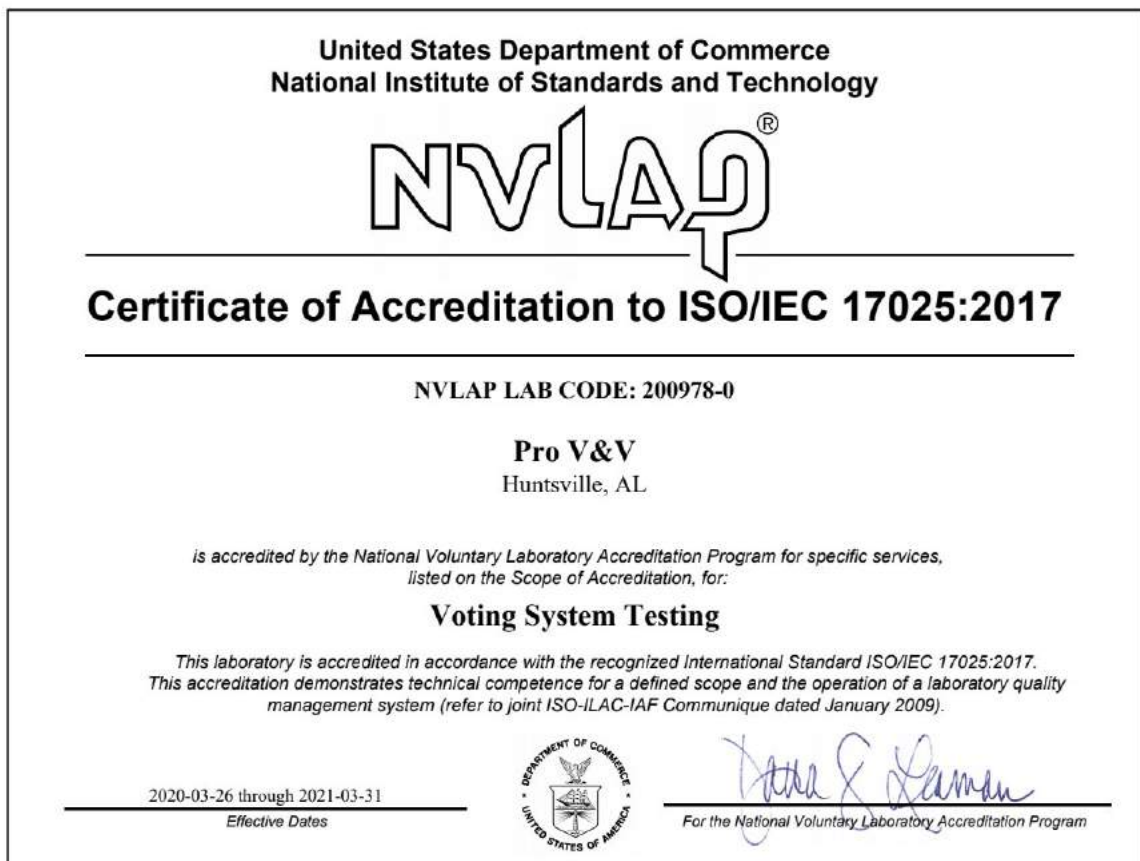 United States Department of Commerce
National Institute of Standards and Technology
NVLAP®
Certificate of Accreditation to ISO/IEC 17025:2017
NVLAP LAB CODE: 200978-0
Pro V&V
Huntsville, AL
is accredited by the National Voluntary Laboratory Accreditation Program for specific services,
listed on the Scope of Accreditation, for:
Voting System Testing
This laboratory is accredited in accordance with the recognized International Standard ISO/IEC 17025:2017.
This accreditation demonstrates technical competence for a defined scope and the operation of a laboratory quality
management system (refer to joint ISO-ILAC-IAF Communique dated January 2009).
2020-03-26 through 2021-03-31
Effective Dates
DEPARTMENT OF COMMERCE
UNITED STATES OF AMERICA
For the National Voluntary Laboratory Accreditation Program